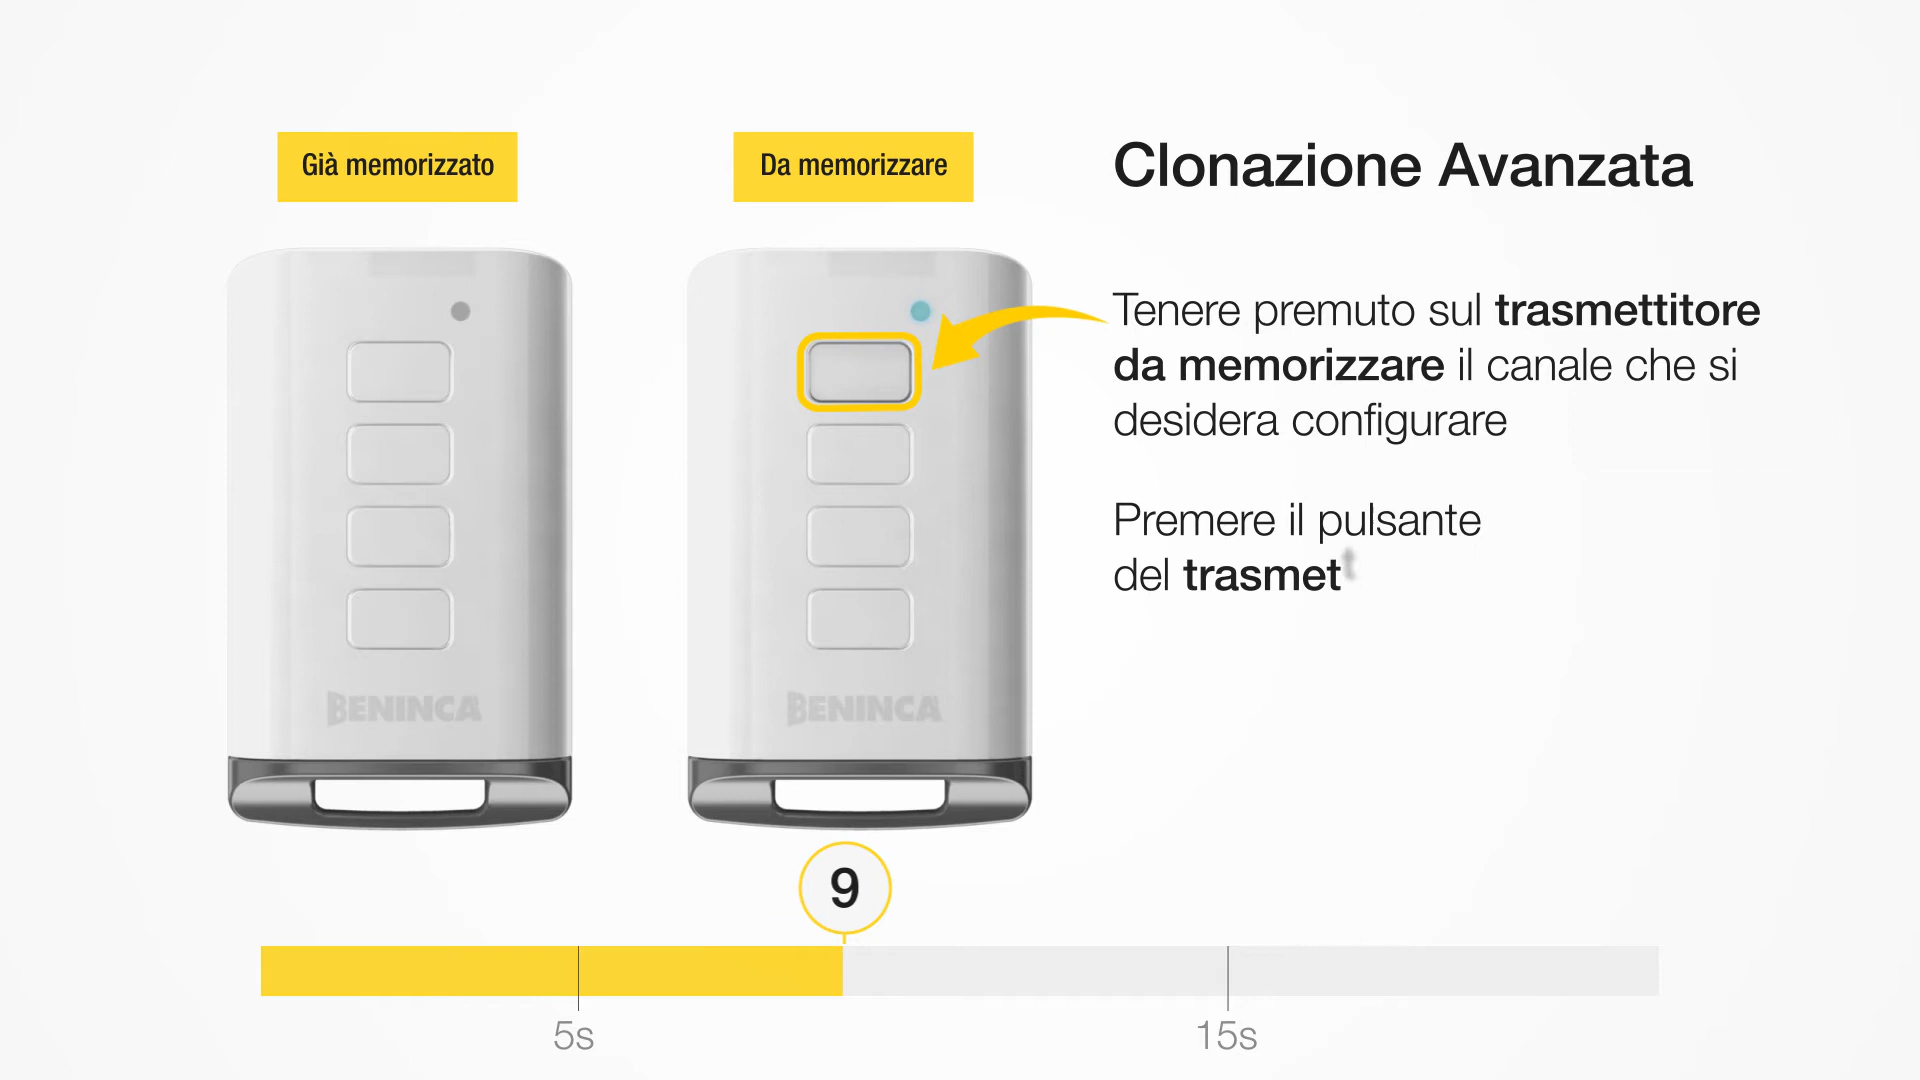 Già memorizzato
Da memorizzare
Clonazione Avanzata
Tenere premuto sul trasmettitore
da memorizzare il canale che si
desidera configurare
Premere il pulsante
del trasmett
BENINCA
BENINCA
9
5s
15s